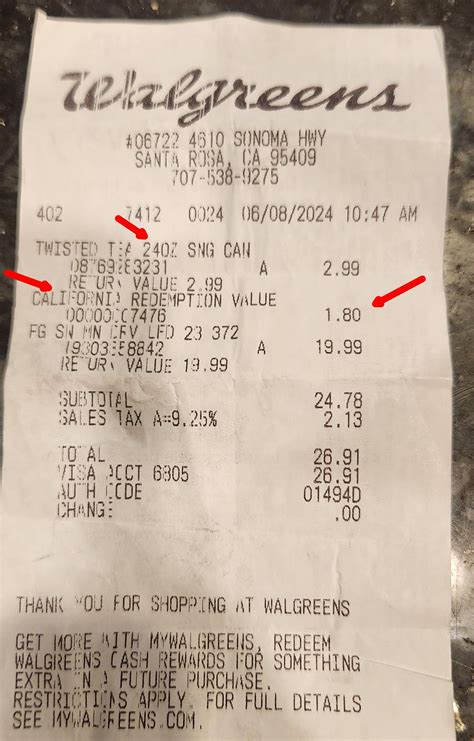 Walgreens
#06722 4610 SONOMA HWY
SANTA ROSA, CA 95409
707-538-9275
402 7412 0024 06/08/2024 10:47 AM
TWISTED TEA 24OZ SNG CAN
A 2.99
RETURN VALUE 2.99
CALIFORNIA REDEMPTION VALUE
1.80
FG SN MN CRV LFD 23 372
A 19.99
RETURN VALUE 19.99
SUBTOTAL 24.78
SALES TAX A=9.25% 2.13
TOTAL 26.91
VISA ACCT 6805 26.91
AUTH CODE 01494D
CHANGE .00
THANK YOU FOR SHOPPING AT WALGREENS
GET MORE WITH MYWALGREENS, REDEEM
WALGREENS CASH REWARDS FOR SOMETHING
EXTRA IN A FUTURE PURCHASE.
RESTRICTIONS APPLY. FOR FULL DETAILS
SEE MYWALGREENS.COM.